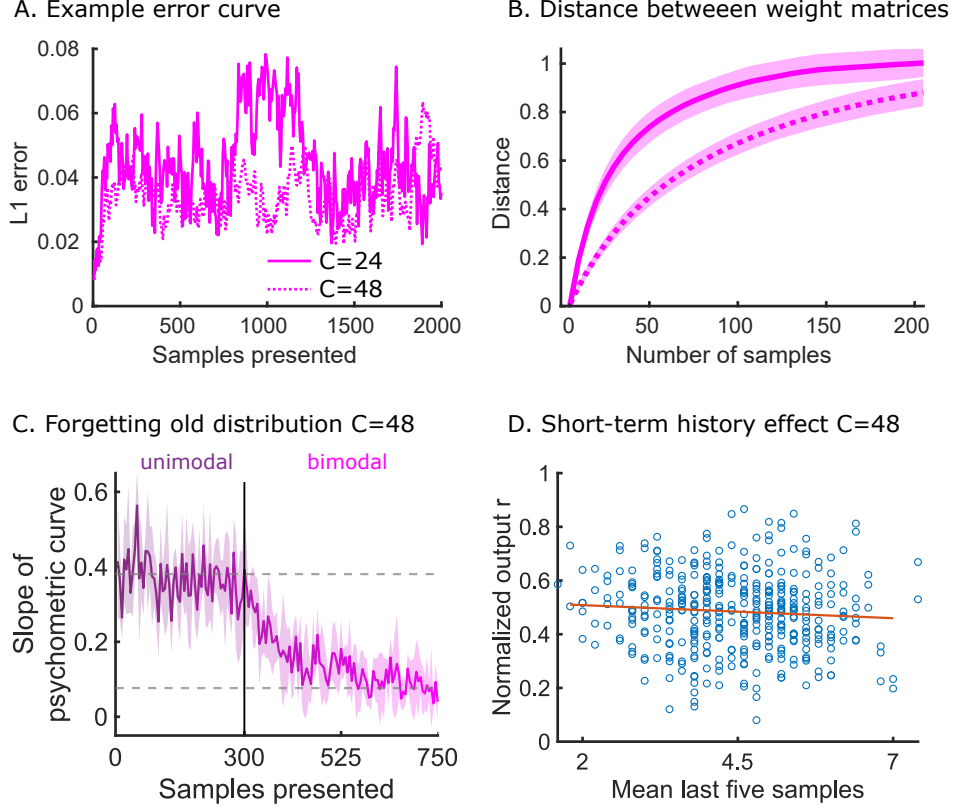 A. Example error curve
0.08
0.06
0.04
0.02
0
L1 error
C=24
C=48
0 500 1000 1500 2000
Samples presented
B. Distance betweeen weight matrices
1
0.8
0.6
0.4
0.2
0
Distance
0 50 100 150 200
Number of samples
C. Forgetting old distribution C=48
unimodal bimodal
0.6
0.4
0.2
0
Slope of
psychometric curve
0 300 525 750
Samples presented
D. Short-term history effect C=48
1
0.8
0.6
0.4
0.2
0
Normalized output r
2 4.5 7
Mean last five samples